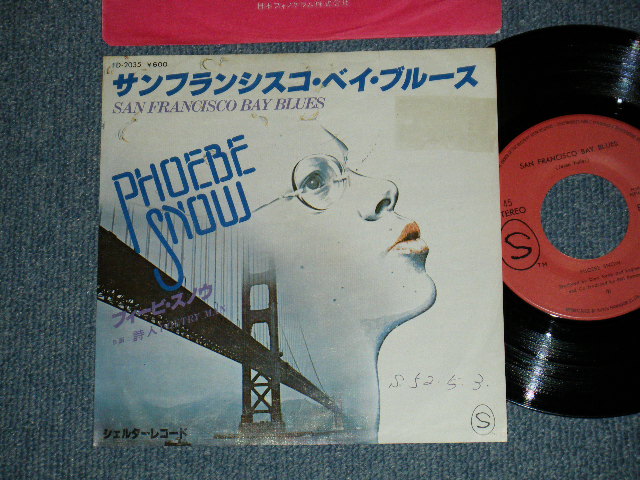 日本フォノグラム株式会社
FD-2035 ¥600
サンフランシスコ・ベイ・ブルース
SAN FRANCISCO BAY BLUES
PHOEBE SNOW
フィービ・スノウ
詩人 POETRY MAN
S 52. 5. 3.
シェルター・レコード
S
SAN FRANCISCO BAY BLUES
(Jesse Fuller)
45
STEREO
S
TM
PHOEBE SNOW